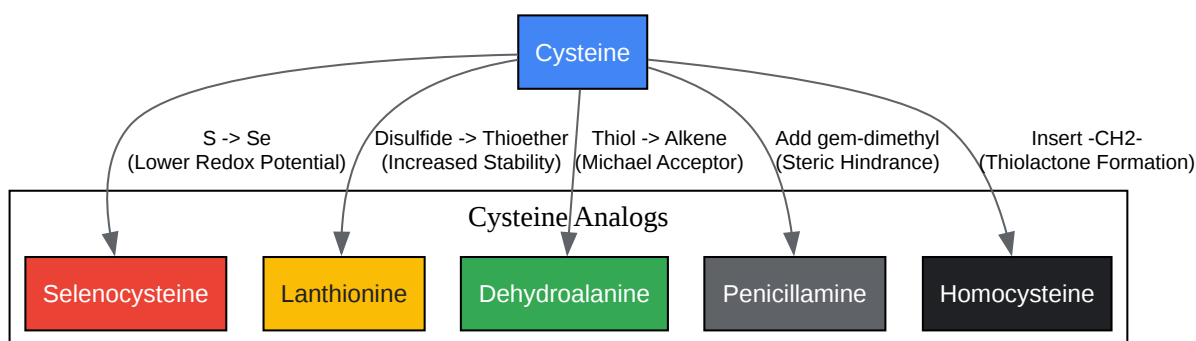 Cysteine
S -> Se
(Lower Redox Potential)
Disulfide -> Thioether
(Increased Stability)
Thiol -> Alkene
(Michael Acceptor)
Add gem-dimethyl
(Steric Hindrance)
Insert -CH2-
(Thiolactone Formation)
Cysteine Analogs
Selenocysteine
Lanthionine
Dehydroalanine
Penicillamine
Homocysteine